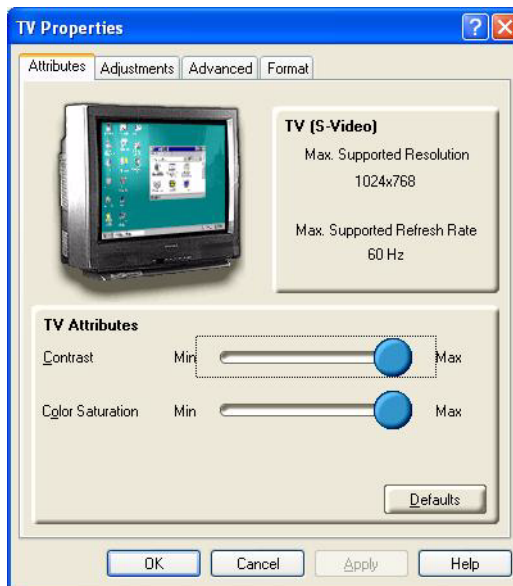 TV Properties
Attributes Adjustments Advanced Format
TV (S-Video)
Max. Supported Resolution
1024x768
Max. Supported Refresh Rate
60 Hz
TV Attributes
Contrast Min Max
Color Saturation Min Max
Defaults
OK Cancel Apply Help